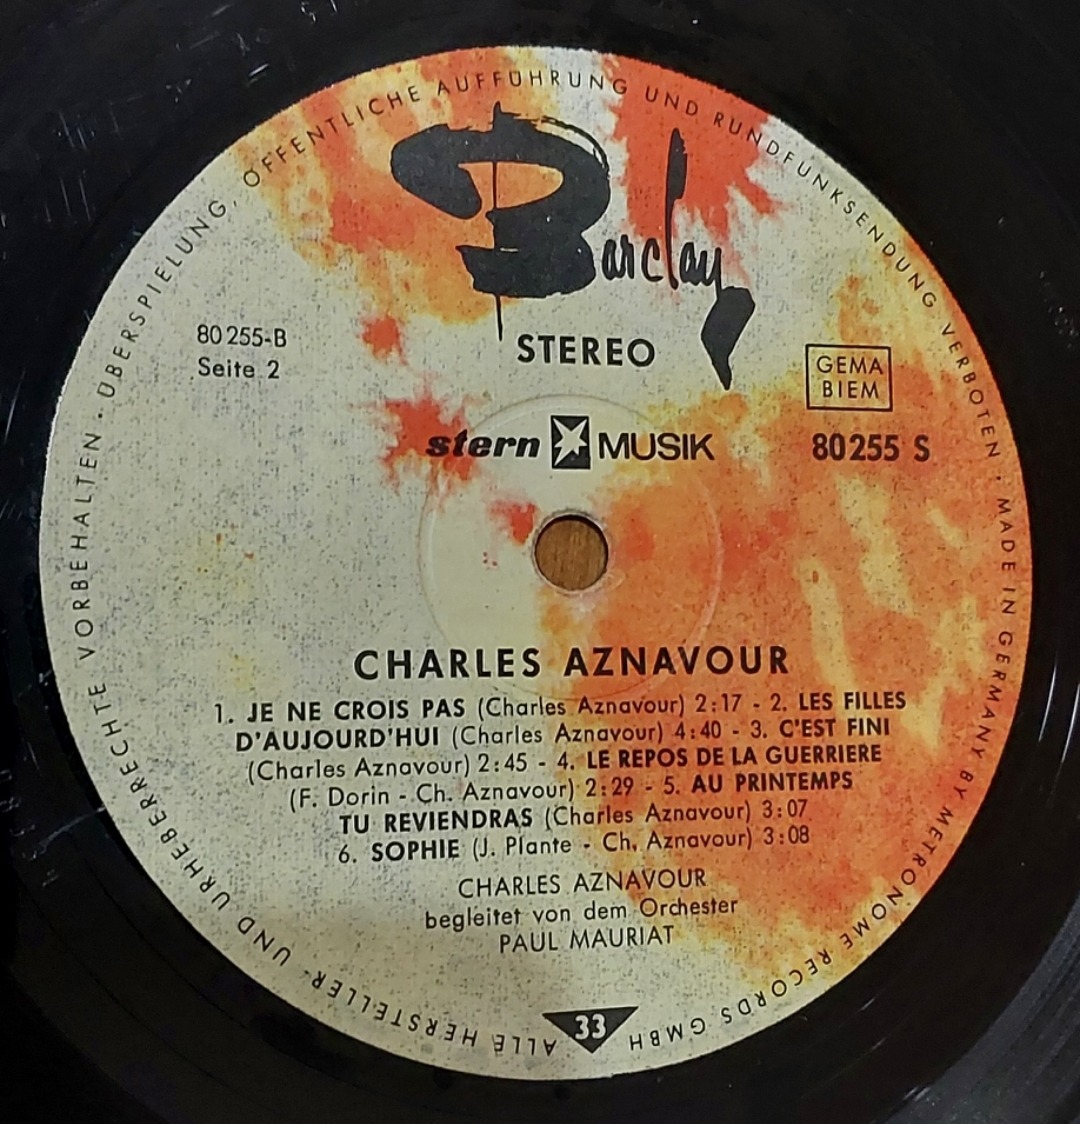 ALLE HERSTELLER- UND URHEBERRECHTE VORBEHALTEN · ÜBERSPIELUNG, ÖFFENTLICHE AUFFÜHRUNG UND RUNDFUNKSENDUNG VERBOTEN · MADE IN GERMANY BY METRONOME RECORDS GMBH
Barclay
STEREO
80 255-B
Seite 2
GEMA
BIEM
stern MUSIK
80 255 S
CHARLES AZNAVOUR
1. JE NE CROIS PAS (Charles Aznavour) 2:17 - 2. LES FILLES
D'AUJOURD'HUI (Charles Aznavour) 4:40 - 3. C'EST FINI
(Charles Aznavour) 2:45 - 4. LE REPOS DE LA GUERRIERE
(F. Dorin - Ch. Aznavour) 2:29 - 5. AU PRINTEMPS
TU REVIENDRAS (Charles Aznavour) 3:07
6. SOPHIE (J. Plante - Ch. Aznavour) 3:08
CHARLES AZNAVOUR
begleitet von dem Orchester
PAUL MAURIAT
33